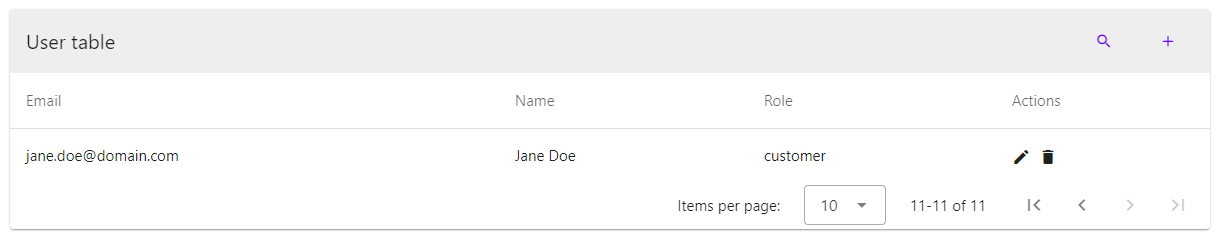 User table
Email Name Role Actions
jane.doe@domain.com Jane Doe customer
Items per page: 10 11-11 of 11